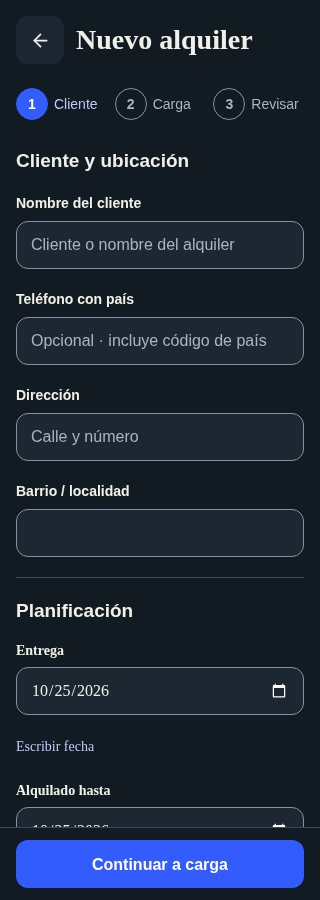 Nuevo alquiler
1 Cliente 2 Carga 3 Revisar
Cliente y ubicación
Nombre del cliente
Cliente o nombre del alquiler
Teléfono con país
Opcional · incluye código de país
Dirección
Calle y número
Barrio / localidad
Planificación
Entrega
10/25/2026
Escribir fecha
Alquilado hasta
Continuar a carga